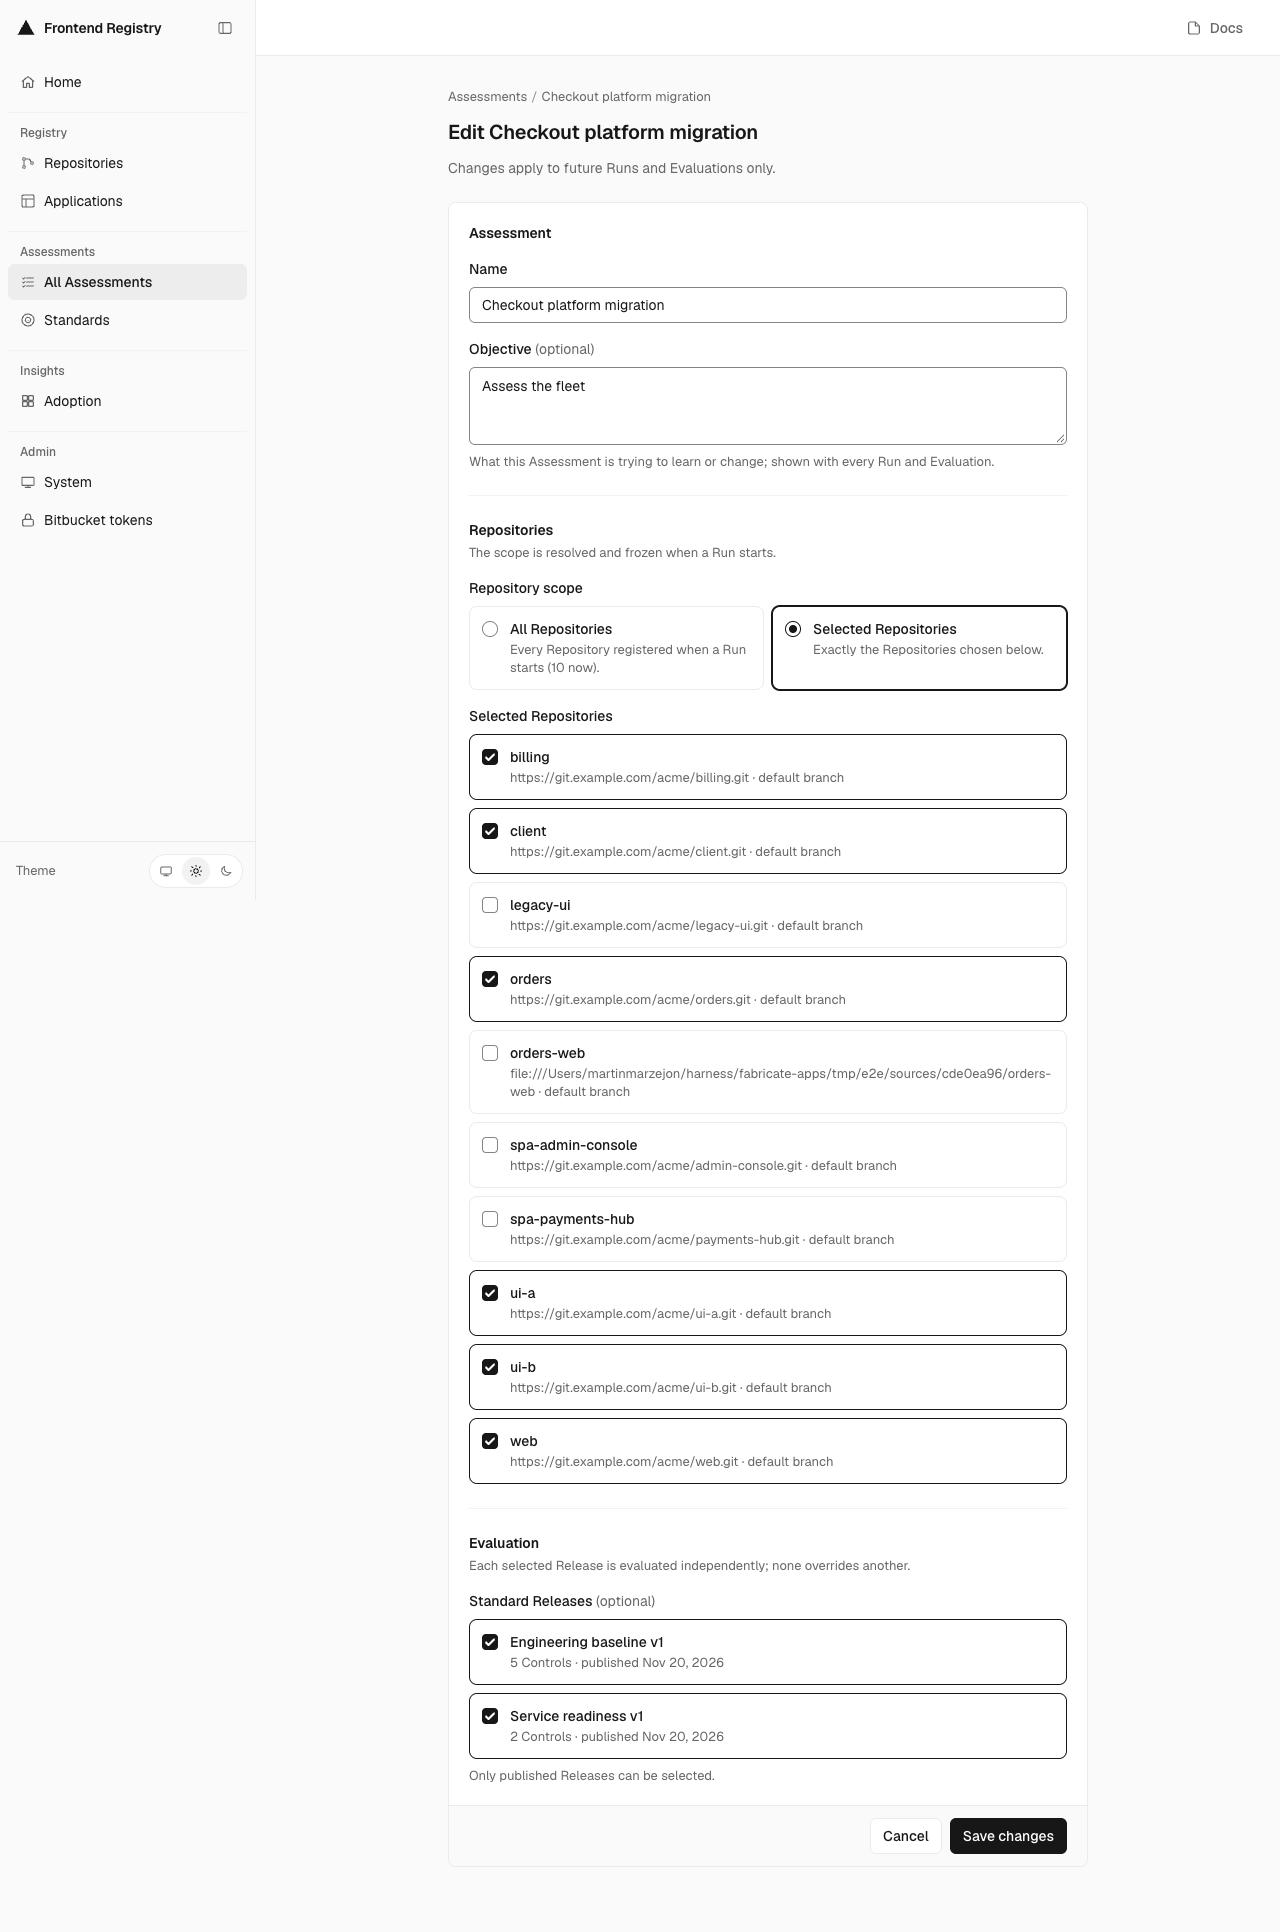 Frontend Registry
Docs
Home
Registry
Repositories
Applications
Assessments
All Assessments
Standards
Insights
Adoption
Admin
System
Bitbucket tokens
Theme
Assessments / Checkout platform migration
Edit Checkout platform migration
Changes apply to future Runs and Evaluations only.
Assessment
Name
Checkout platform migration
Objective (optional)
Assess the fleet
What this Assessment is trying to learn or change; shown with every Run and Evaluation.
Repositories
The scope is resolved and frozen when a Run starts.
Repository scope
All Repositories
Every Repository registered when a Run
starts (10 now).
Selected Repositories
Exactly the Repositories chosen below.
Selected Repositories
billing
https://git.example.com/acme/billing.git · default branch
client
https://git.example.com/acme/client.git · default branch
legacy-ui
https://git.example.com/acme/legacy-ui.git · default branch
orders
https://git.example.com/acme/orders.git · default branch
orders-web
file:///Users/martinmarzejon/harness/fabricate-apps/tmp/e2e/sources/cde0ea96/orders-
web · default branch
spa-admin-console
https://git.example.com/acme/admin-console.git · default branch
spa-payments-hub
https://git.example.com/acme/payments-hub.git · default branch
ui-a
https://git.example.com/acme/ui-a.git · default branch
ui-b
https://git.example.com/acme/ui-b.git · default branch
web
https://git.example.com/acme/web.git · default branch
Evaluation
Each selected Release is evaluated independently; none overrides another.
Standard Releases (optional)
Engineering baseline v1
5 Controls · published Nov 20, 2026
Service readiness v1
2 Controls · published Nov 20, 2026
Only published Releases can be selected.
Cancel
Save changes